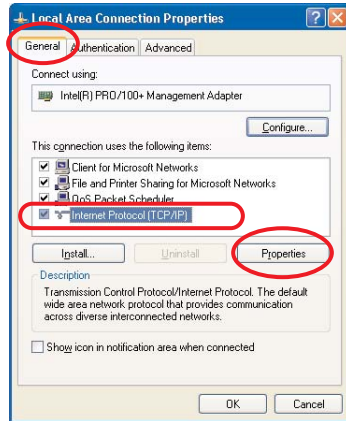 Local Area Connection Properties
General Authentication Advanced
Connect using:
Intel(R) PRO/100+ Management Adapter
Configure...
This connection uses the following items:
Client for Microsoft Networks
File and Printer Sharing for Microsoft Networks
QoS Packet Scheduler
Internet Protocol (TCP/IP)
Install... Uninstall Properties
Description
Transmission Control Protocol/Internet Protocol. The default
wide area network protocol that provides communication
across diverse interconnected networks.
Show icon in notification area when connected
OK Cancel